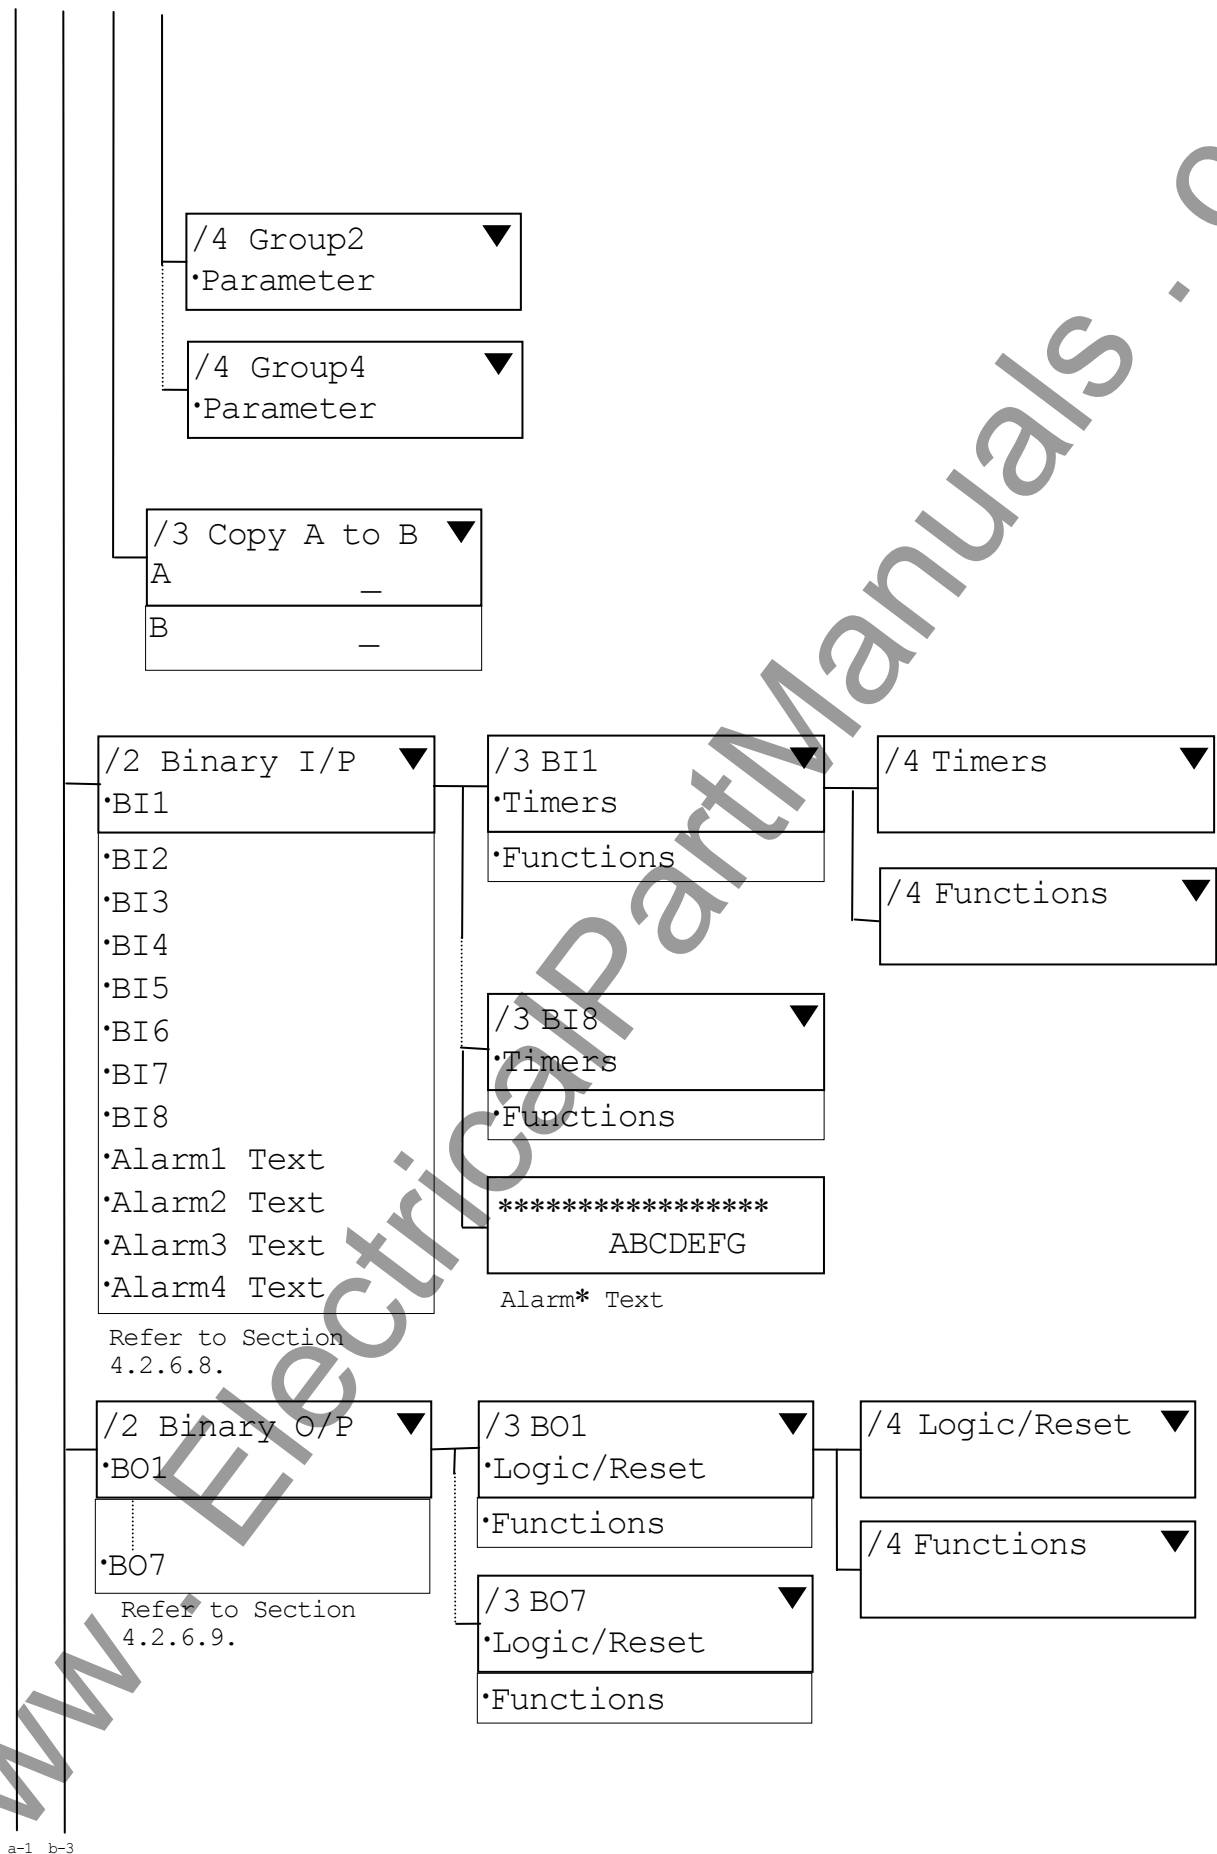 /4 Group2 ▼
·Parameter
/4 Group4 ▼
·Parameter
/3 Copy A to B ▼
A _
B _
/2 Binary I/P ▼
·BI1
·BI2
·BI3
·BI4
·BI5
·BI6
·BI7
·BI8
·Alarm1 Text
·Alarm2 Text
·Alarm3 Text
·Alarm4 Text
Refer to Section
4.2.6.8.
/3 BI1 ▼
·Timers
·Functions
/4 Timers ▼
/4 Functions ▼
/3 BI8 ▼
·Timers
·Functions
*****************
ABCDEFG
Alarm* Text
/2 Binary O/P ▼
·BO1
·BO7
Refer to Section
4.2.6.9.
/3 BO1 ▼
·Logic/Reset
·Functions
/4 Logic/Reset ▼
/4 Functions ▼
/3 BO7 ▼
·Logic/Reset
·Functions
a-1 b-3
ww . ElectricalPartManuals . c